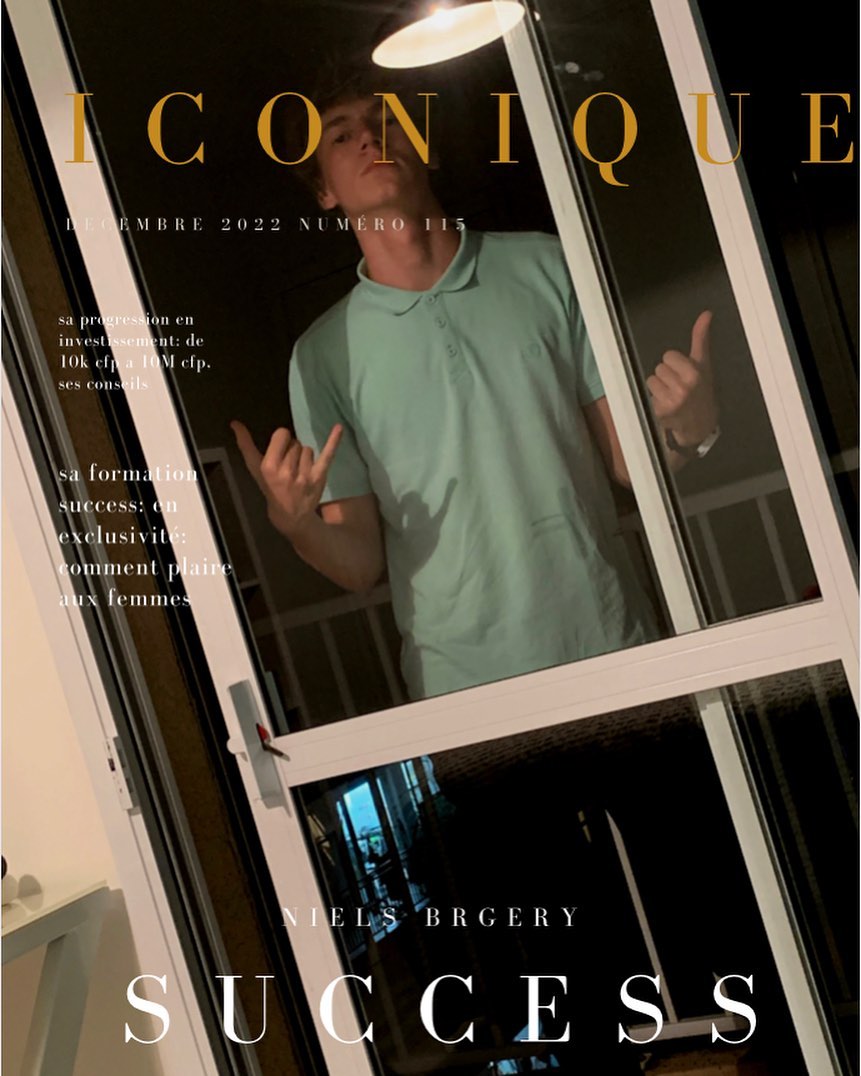 ICONIQUE
DECEMBRE 2022 NUMÉRO 115
sa progression en
investissement: de
10k cfp a 10M cfp,
ses conseils
sa formation
success: en
exclusivité:
comment plaire
aux femmes
NIELS BRGERY
SUCCESS